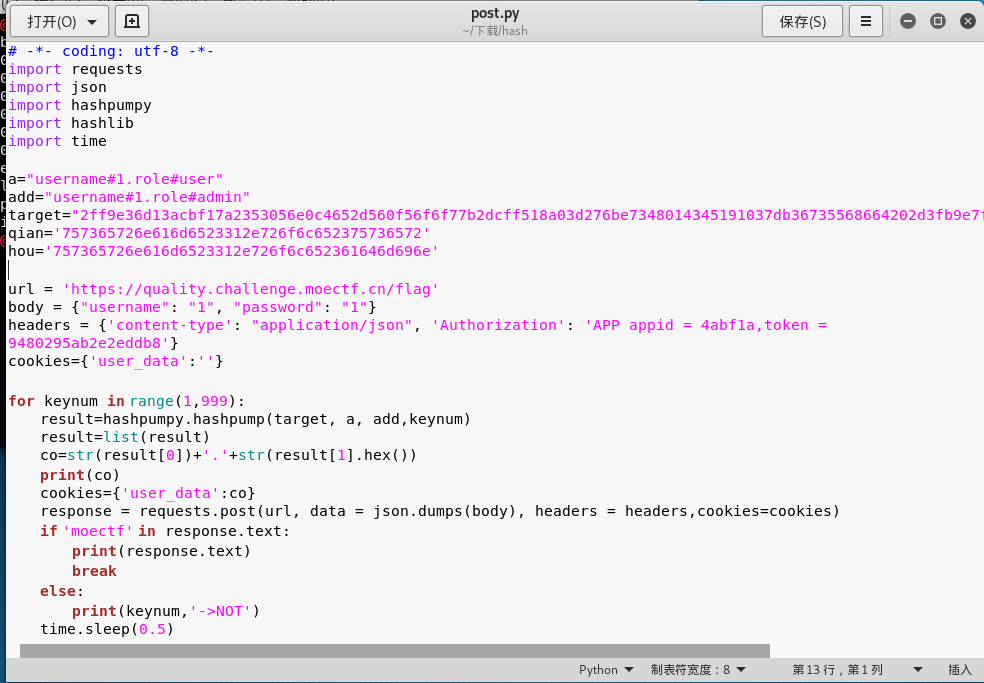 打开(O)
post.py
~/下载/hash
保存(S)
# -*- coding: utf-8 -*-
import requests
import json
import hashpumpy
import hashlib
import time
a="username#1.role#user"
add="username#1.role#admin"
target="2ff9e36d13acbf17a2353056e0c4652d560f56f6f77b2dcff518a03d276be7348014345191037db36735568664202d3fb9e7f
qian='757365726e616d6523312e726f6c652375736572'
hou='757365726e616d6523312e726f6c652361646d696e'
url = 'https://quality.challenge.moectf.cn/flag'
body = {"username": "1", "password": "1"}
headers = {'content-type': "application/json", 'Authorization': 'APP appid = 4abf1a,token =
9480295ab2e2eddb8'}
cookies={'user_data':''}
for keynum in range(1,999):
    result=hashpumpy.hashpump(target, a, add,keynum)
    result=list(result)
    co=str(result[0])+'.'+str(result[1].hex())
    print(co)
    cookies={'user_data':co}
    response = requests.post(url, data = json.dumps(body), headers = headers,cookies=cookies)
    if 'moectf' in response.text:
        print(response.text)
        break
    else:
        print(keynum,'->NOT')
    time.sleep(0.5)
Python 制表符宽度：8 第 13 行，第 1 列 插入